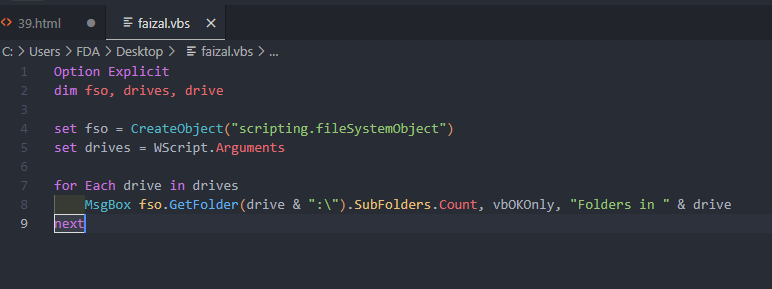 39.html
faizal.vbs
C: > Users > FDA > Desktop > faizal.vbs > ...
1 Option Explicit
2 dim fso, drives, drive
3
4 set fso = CreateObject("scripting.fileSystemObject")
5 set drives = WScript.Arguments
6
7 for Each drive in drives
8 MsgBox fso.GetFolder(drive & ":\").SubFolders.Count, vbOKOnly, "Folders in " & drive
9 next